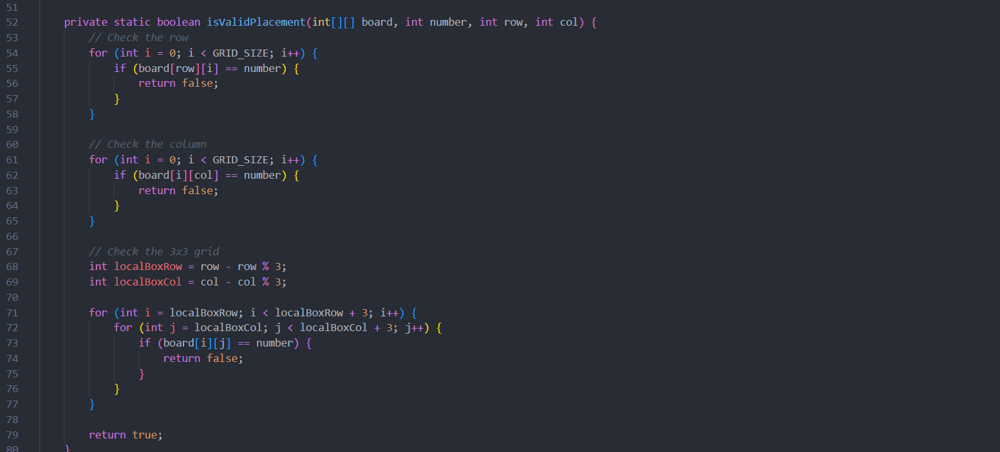 51
52 private static boolean isValidPlacement(int[][] board, int number, int row, int col) {
53 // Check the row
54 for (int i = 0; i < GRID_SIZE; i++) {
55 if (board[row][i] == number) {
56 return false;
57 }
58 }
59
60 // Check the column
61 for (int i = 0; i < GRID_SIZE; i++) {
62 if (board[i][col] == number) {
63 return false;
64 }
65 }
66
67 // Check the 3x3 grid
68 int localBoxRow = row - row % 3;
69 int localBoxCol = col - col % 3;
70
71 for (int i = localBoxRow; i < localBoxRow + 3; i++) {
72 for (int j = localBoxCol; j < localBoxCol + 3; j++) {
73 if (board[i][j] == number) {
74 return false;
75 }
76 }
77 }
78
79 return true;
80 }